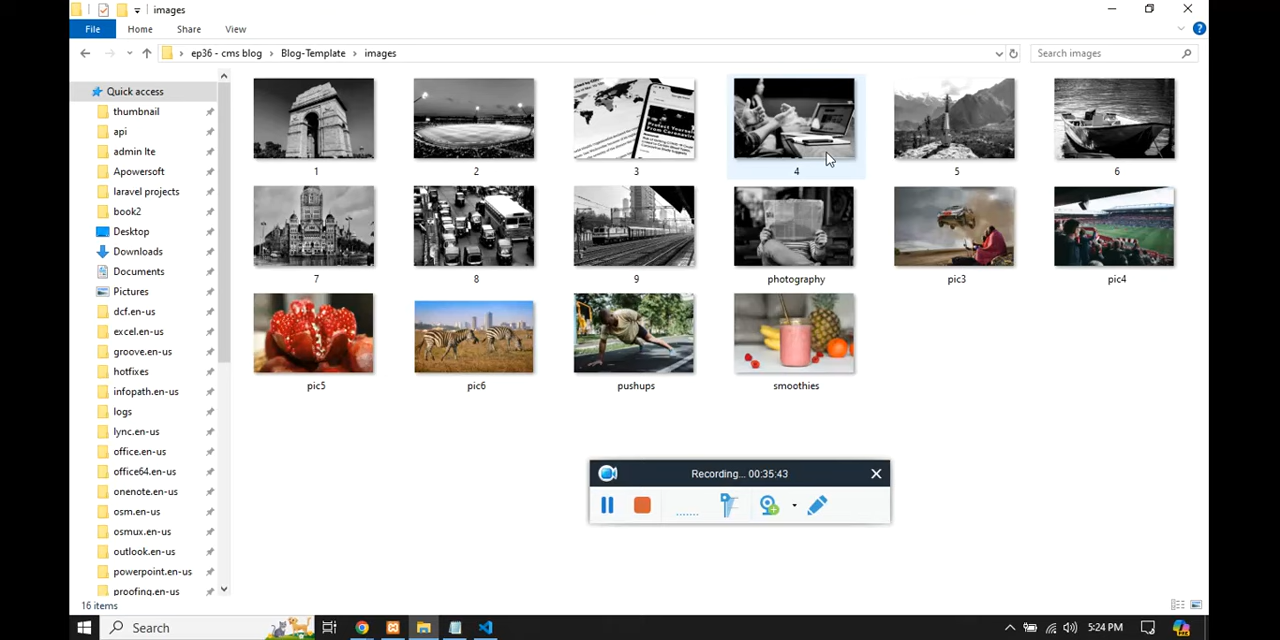 images
File Home Share View
ep36 - cms blog Blog-Template images Search images
Quick access
thumbnail
api
admin lte
Apowersoft
laravel projects
book2
Desktop
Downloads
Documents
Pictures
dcf.en-us
excel.en-us
groove.en-us
hotfixes
infopath.en-us
logs
lync.en-us
office.en-us
office64.en-us
onenote.en-us
osm.en-us
osmux.en-us
outlook.en-us
powerpoint.en-us
proofing.en-us
1 2 3 4 5 6
7 8 9 photography pic3 pic4
pic5 pic6 pushups smoothies
Recording... 00:35:43
16 items
Search 5:24 PM